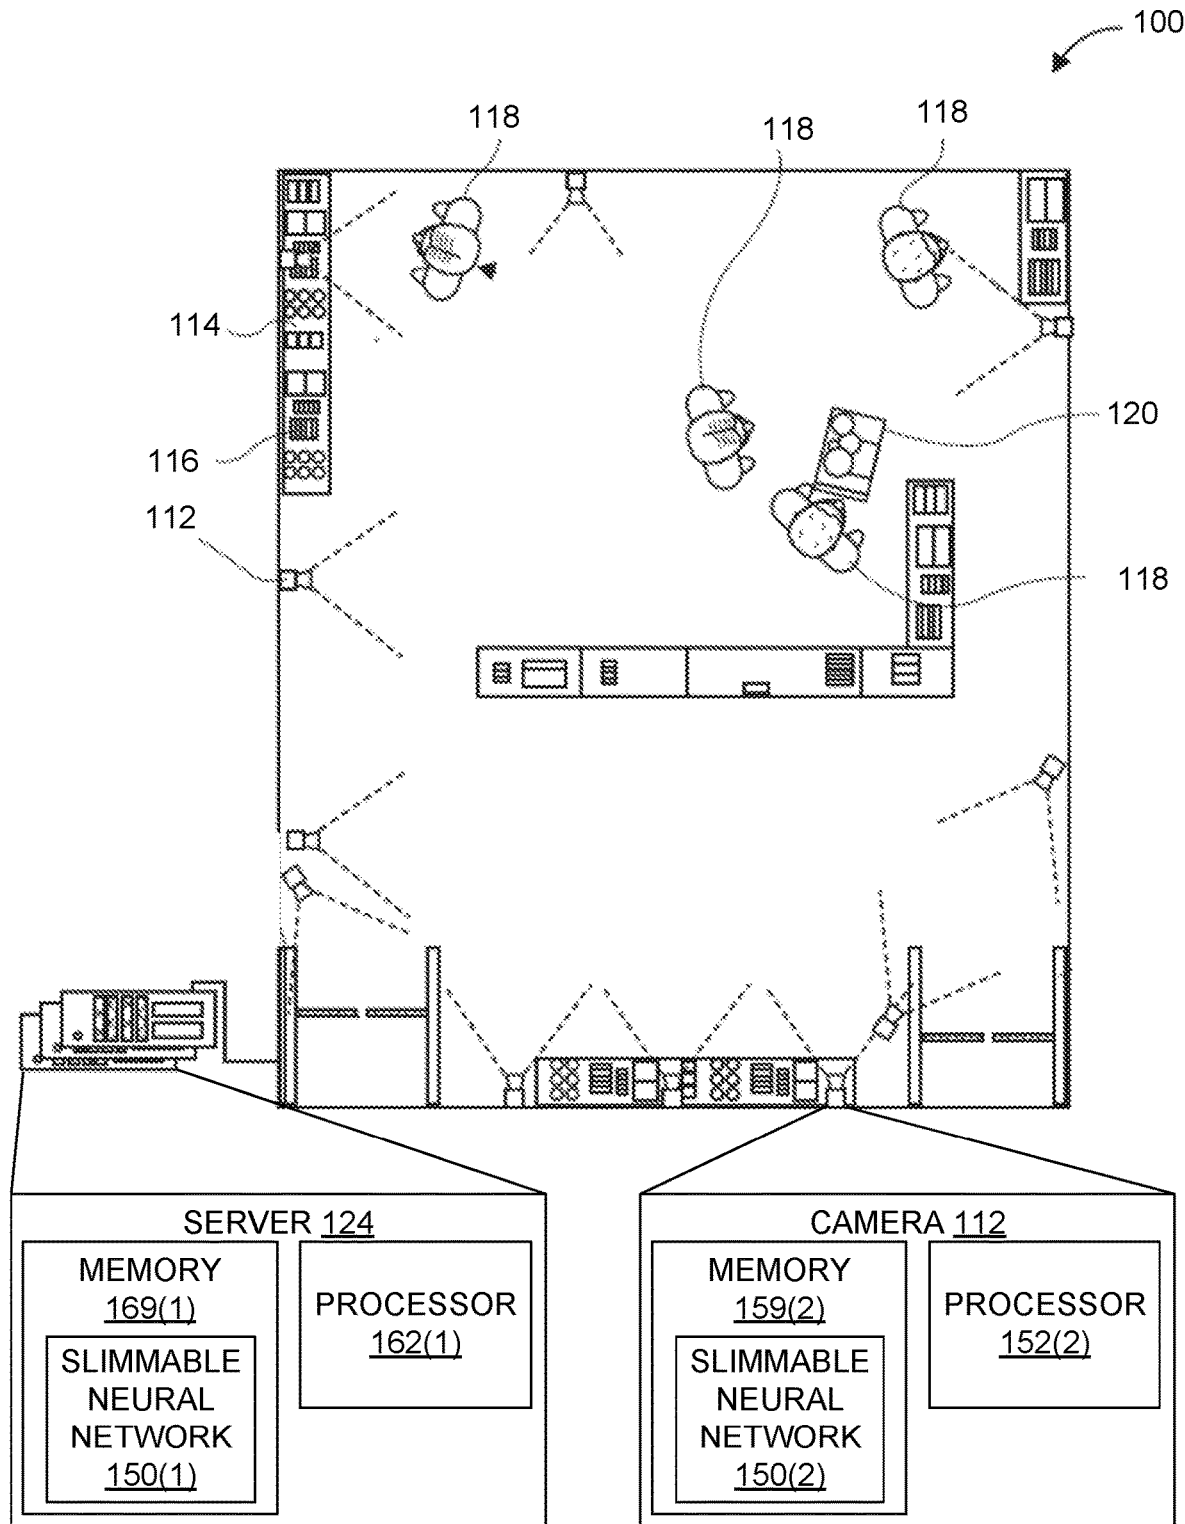 100
118
118
118
114
116
112
120
118
SERVER 124
MEMORY
169(1)
SLIMMABLE
NEURAL
NETWORK
150(1)
PROCESSOR
162(1)
CAMERA 112
MEMORY
159(2)
SLIMMABLE
NEURAL
NETWORK
150(2)
PROCESSOR
152(2)